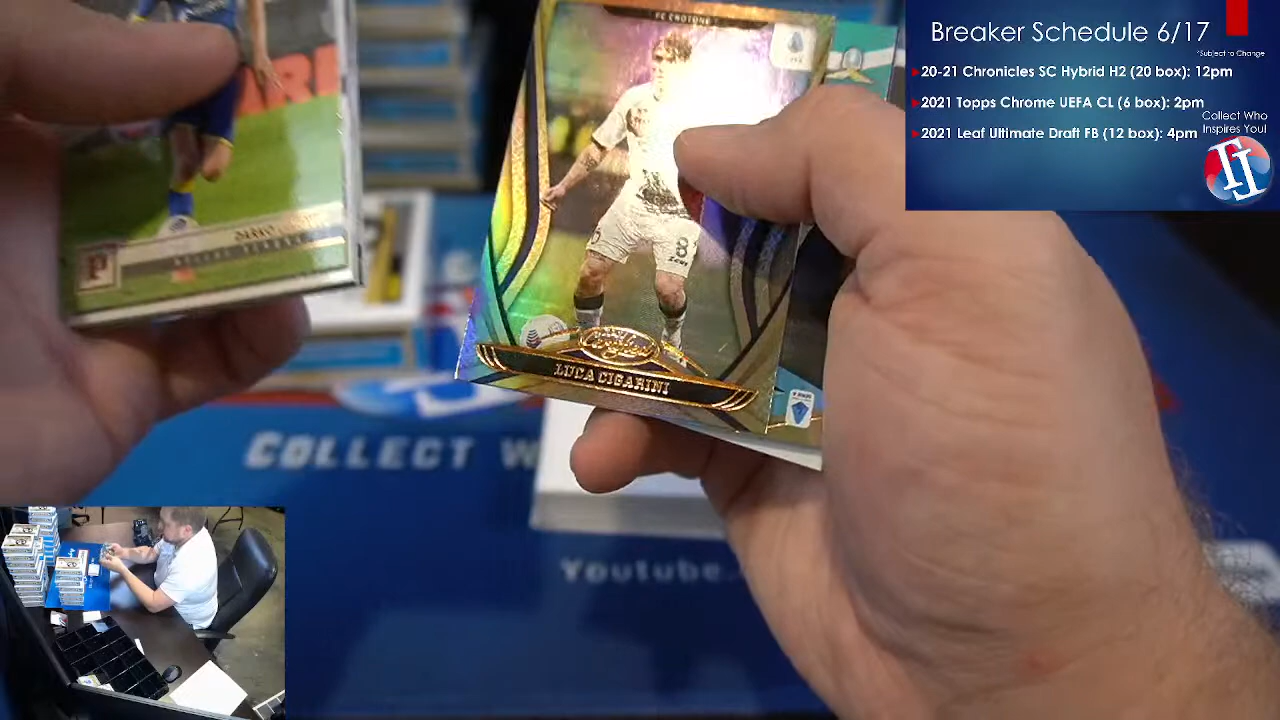 Breaker Schedule 6/17
*Subject to Change
20-21 Chronicles SC Hybrid H2 (20 box): 12pm
2021 Topps Chrome UEFA CL (6 box): 2pm
2021 Leaf Ultimate Draft FB (12 box): 4pm
Collect Who
Inspires You!
FC CROTONE
8
Certified
LUCA CIGARINI
COLLECT W
Youtube.